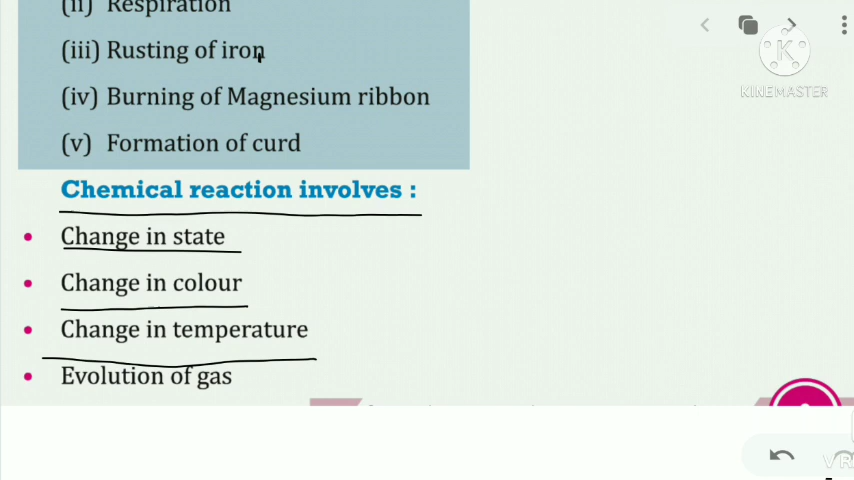 (ii) Respiration
(iii) Rusting of iron
(iv) Burning of Magnesium ribbon
(v) Formation of curd
Chemical reaction involves :
• Change in state
• Change in colour
• Change in temperature
• Evolution of gas
K
KINEMASTER